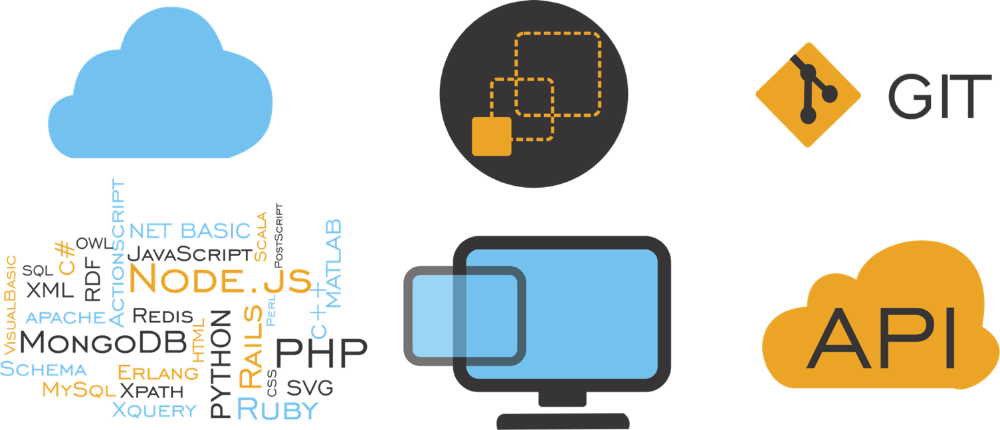 GIT
ACTIONSCRIPT
NET BASIC
SCALA
POSTSCRIPT
MATLAB
OWL
C#
JAVASCRIPT
VISUALBASIC
SQL
RDF
NODE.JS
XML
C++
PERL
APACHE
REDIS
PYTHON
RAILS
HTML
MONGODB
PHP
SCHEMA
ERLANG
CSS
SVG
MYSQL
XPATH
XQUERY
RUBY
API